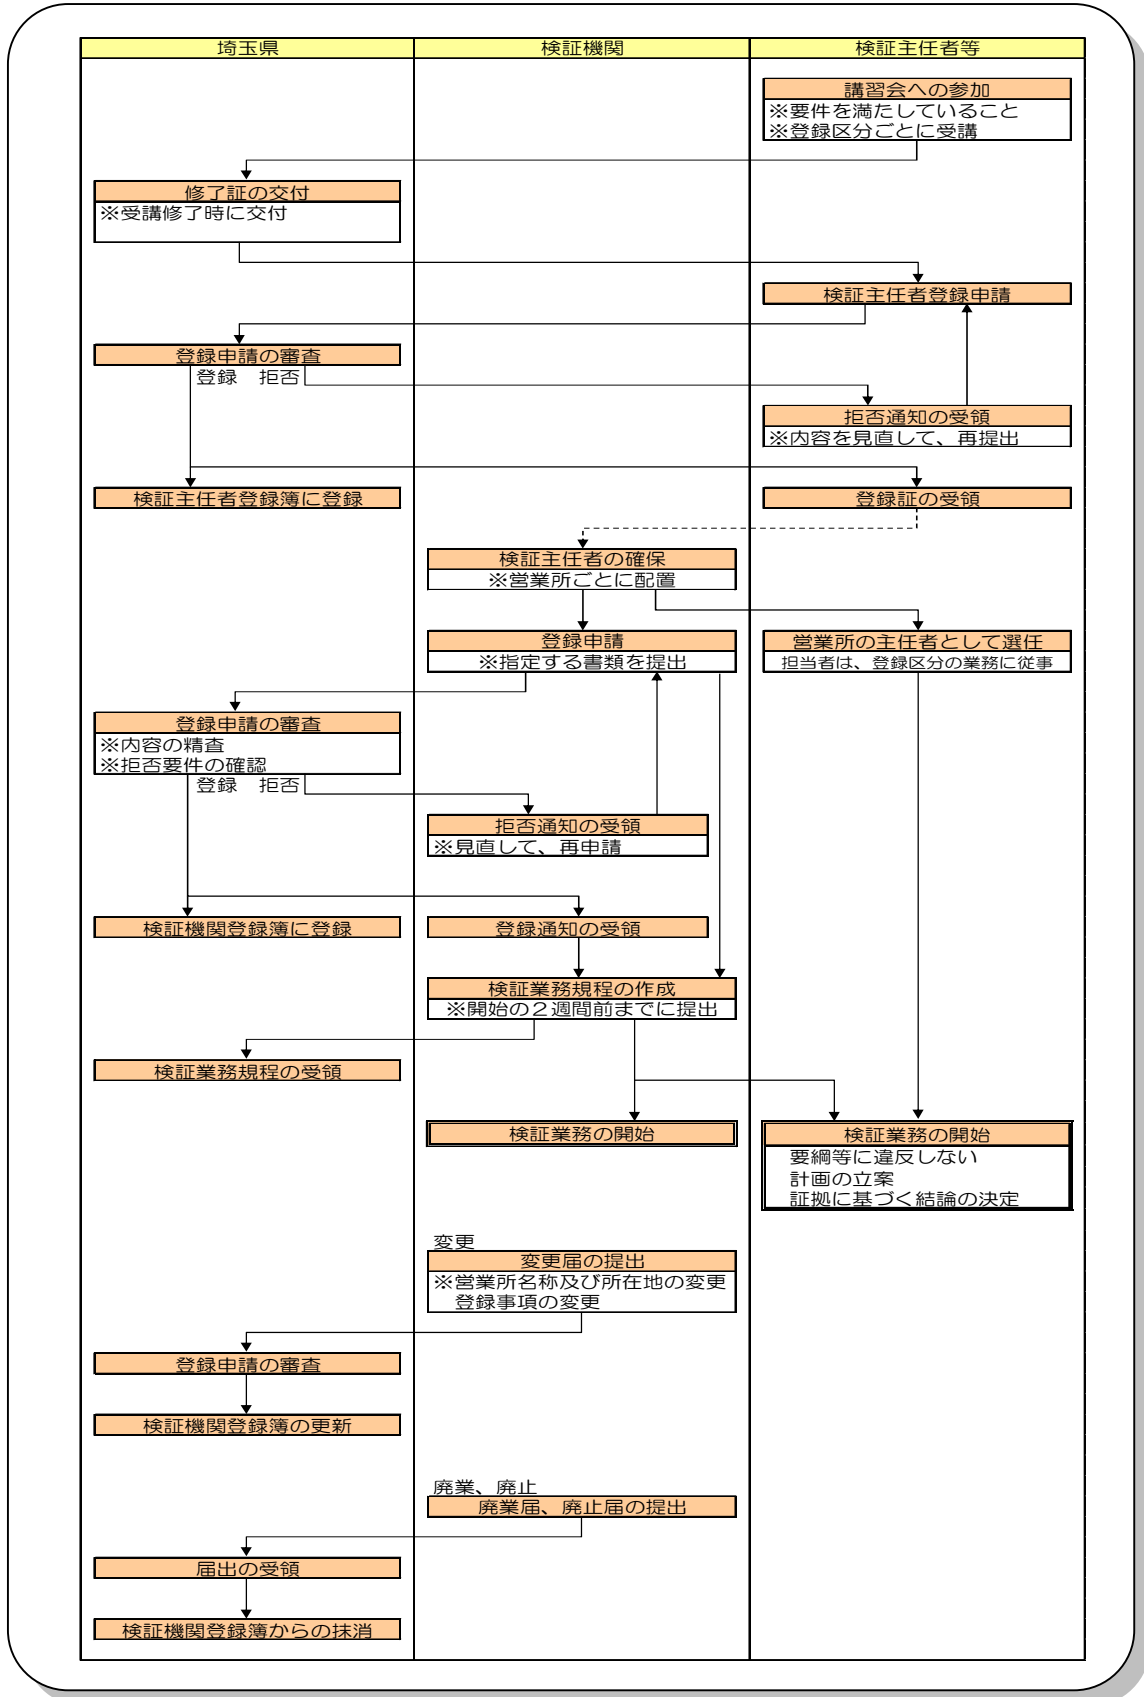 埼玉県
検証機関
検証主任者等
講習会への参加
※要件を満たしていること
※登録区分ごとに受講
修了証の交付
※受講修了時に交付
検証主任者登録申請
登録申請の審査
登録　拒否
拒否通知の受領
※内容を見直して、再提出
検証主任者登録簿に登録
登録証の受領
検証主任者の確保
※営業所ごとに配置
登録申請
※指定する書類を提出
営業所の主任者として選任
担当者は、登録区分の業務に従事
登録申請の審査
※内容の精査
※拒否要件の確認
登録　拒否
拒否通知の受領
※見直して、再申請
検証機関登録簿に登録
登録通知の受領
検証業務規程の作成
※開始の２週間前までに提出
検証業務規程の受領
検証業務の開始
検証業務の開始
要綱等に違反しない
計画の立案
証拠に基づく結論の決定
変更
変更届の提出
※営業所名称及び所在地の変更
登録事項の変更
登録申請の審査
検証機関登録簿の更新
廃業、廃止
廃業届、廃止届の提出
届出の受領
検証機関登録簿からの抹消